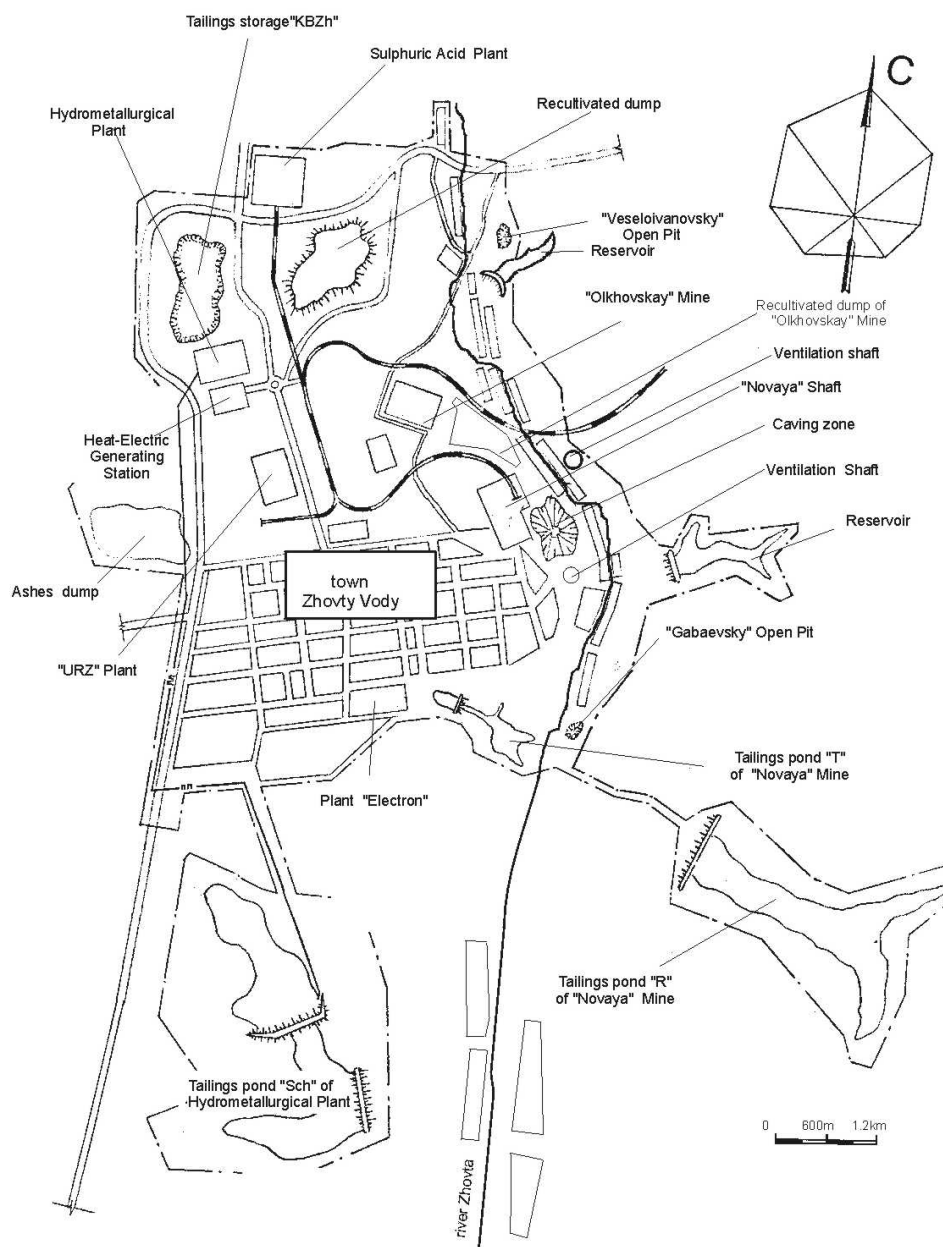 Tailings storage"KBZh"
Sulphuric Acid Plant
C
Recultivated dump
Hydrometallurgical
Plant
"Veseloivanovsky"
Open Pit
Reservoir
"Olkhovskay" Mine
Recultivated dump of
"Olkhovskay" Mine
Ventilation shaft
"Novaya" Shaft
Caving zone
Heat-Electric
Generating
Station
Ventilation Shaft
Reservoir
Ashes dump
town
Zhovty Vody
"URZ" Plant
"Gabaevsky" Open Pit
Tailings pond "T"
of "Novaya" Mine
Plant "Electron"
Tailings pond "R"
of "Novaya" Mine
Tailings pond "Sch" of
Hydrometallurgical Plant
0 600m 1.2km
river Zhovta